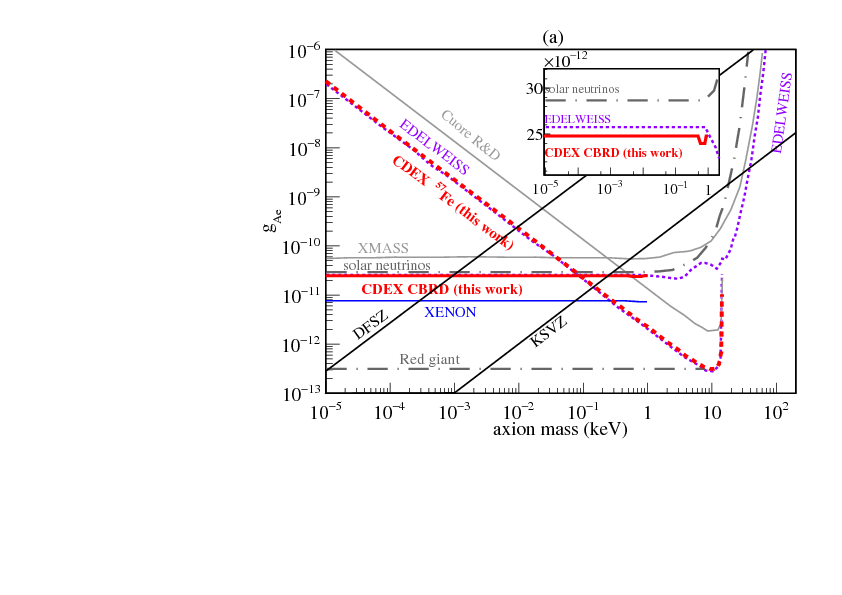 (a)
10⁻⁶
10⁻⁷
10⁻⁸
10⁻⁹
10⁻¹⁰
10⁻¹¹
10⁻¹²
10⁻¹³
g_Ae
×10⁻¹²
30
25
solar neutrinos
EDELWEISS
CDEX CBRD (this work)
10⁻⁵ 10⁻³ 10⁻¹ 1
Cuore R&D
EDELWEISS
CDEX ⁵⁷Fe (this work)
EDELWEISS
XMASS
solar neutrinos
CDEX CBRD (this work)
XENON
DFSZ
KSVZ
Red giant
10⁻⁵ 10⁻⁴ 10⁻³ 10⁻² 10⁻¹ 1 10 10²
axion mass (keV)